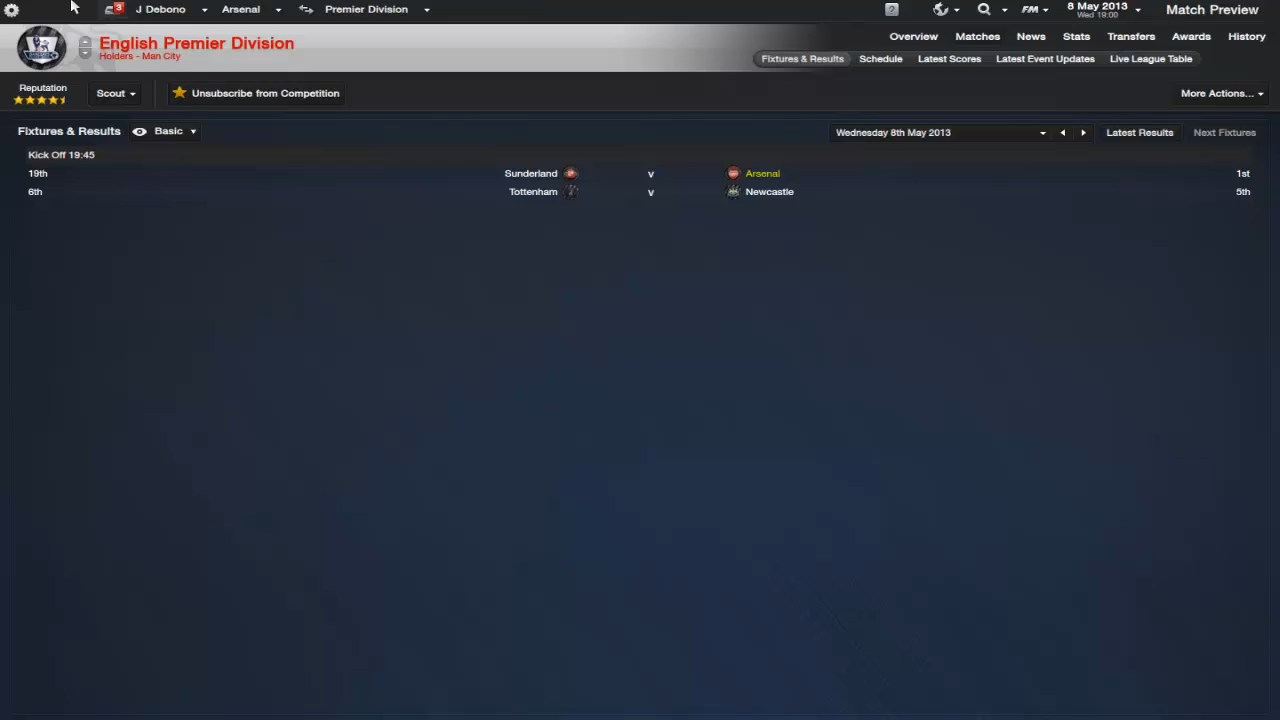 3 J Debono Arsenal Premier Division FM 8 May 2013 Match Preview
Wed 19:00
English Premier Division
Holders - Man City
Overview Matches News Stats Transfers Awards History
Fixtures & Results Schedule Latest Scores Latest Event Updates Live League Table
Reputation
Scout Unsubscribe from Competition More Actions...
Fixtures & Results Basic Wednesday 8th May 2013 Latest Results Next Fixtures
Kick Off 19:45
19th Sunderland v Arsenal 1st
6th Tottenham v Newcastle 5th